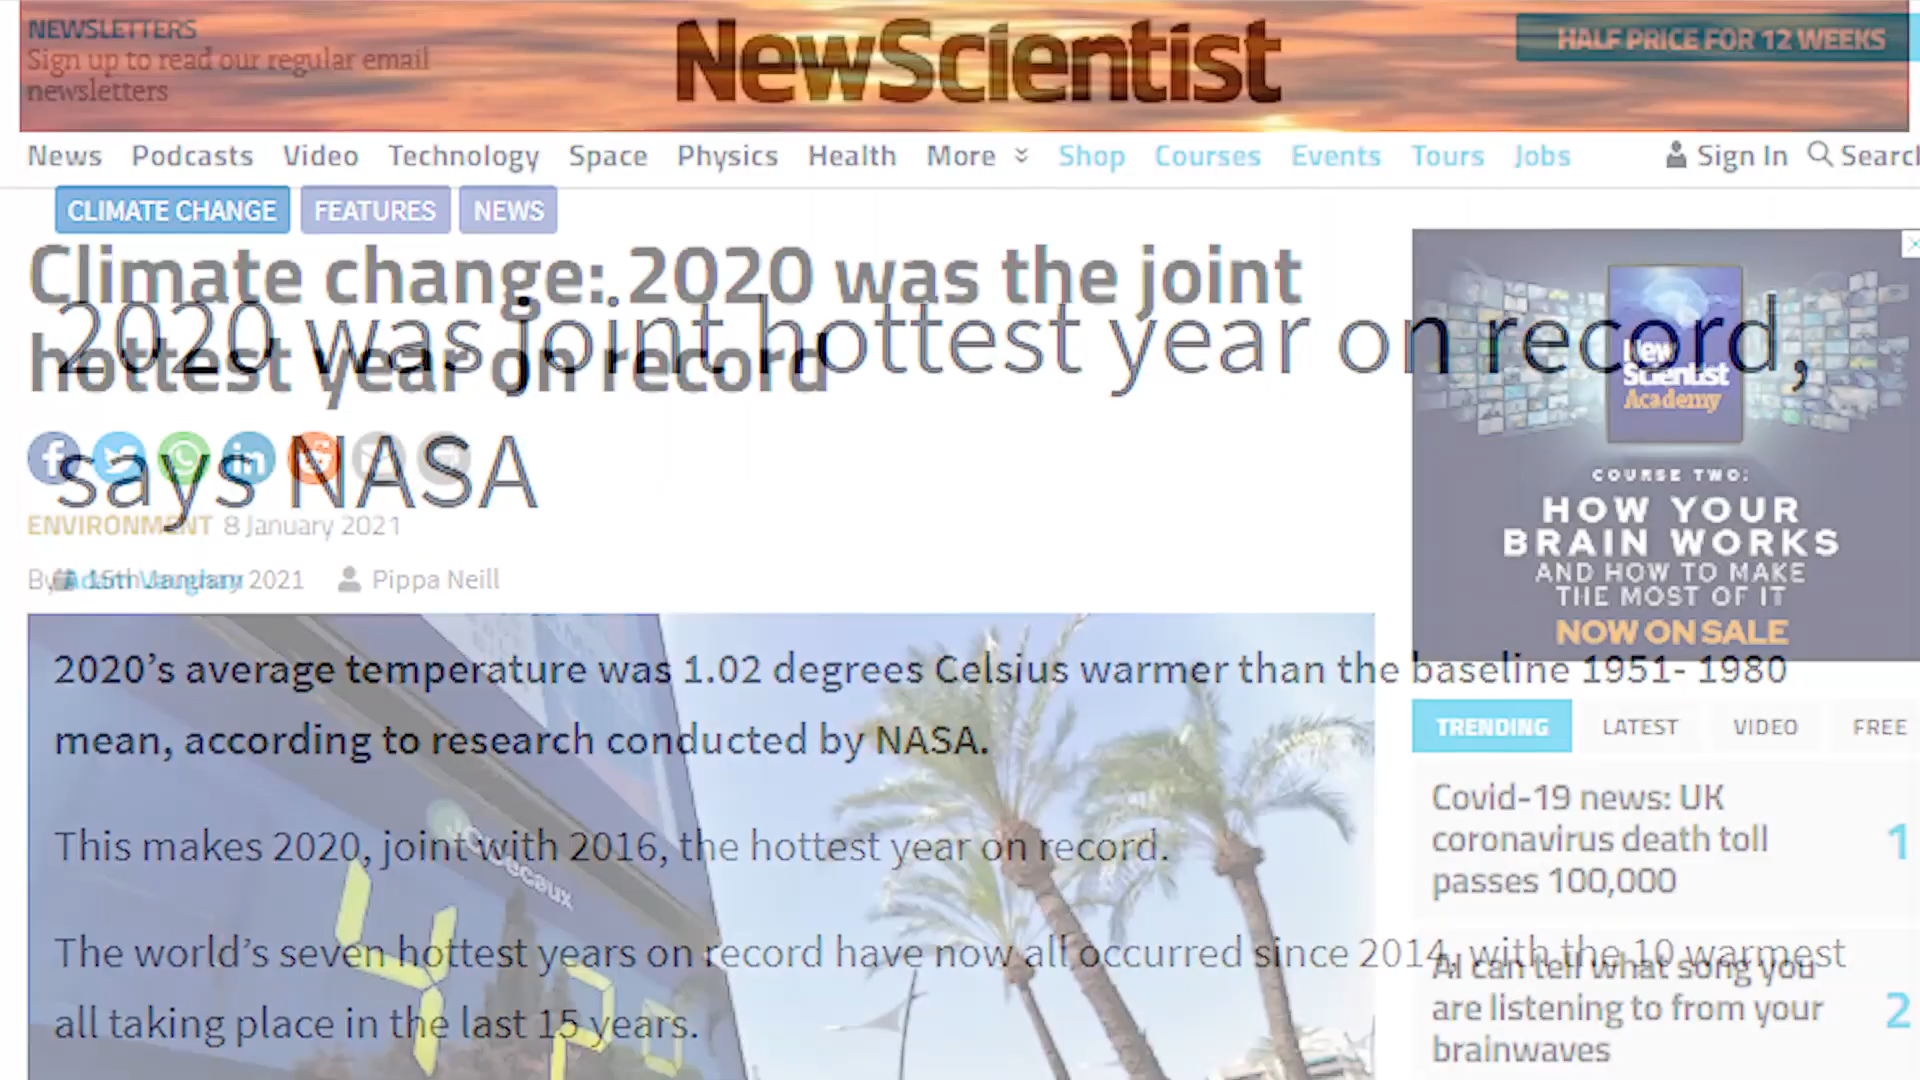 NEWSLETTERS
Sign up to read our regular email
newsletters
NewScientist
HALF PRICE FOR 12 WEEKS
News Podcasts Video Technology Space Physics Health More Shop Courses Events Tours Jobs Sign In Search
CLIMATE CHANGE FEATURES NEWS
Climate change: 2020 was the joint
hottest year on record
2020 was joint hottest year on record,
says NASA
ENVIRONMENT 8 January 2021
By Adam Vaughan
15th January 2021 Pippa Neill
2020’s average temperature was 1.02 degrees Celsius warmer than the baseline 1951- 1980
mean, according to research conducted by NASA.
This makes 2020, joint with 2016, the hottest year on record.
The world’s seven hottest years on record have now all occurred since 2014, with the 10 warmest
all taking place in the last 15 years.
JCDecaux
New
Scientist
Academy
COURSE TWO:
HOW YOUR
BRAIN WORKS
AND HOW TO MAKE
THE MOST OF IT
NOW ON SALE
TRENDING LATEST VIDEO FREE
Covid-19 news: UK
coronavirus death toll
passes 100,000
1
AI can tell what song you
are listening to from your
brainwaves
2